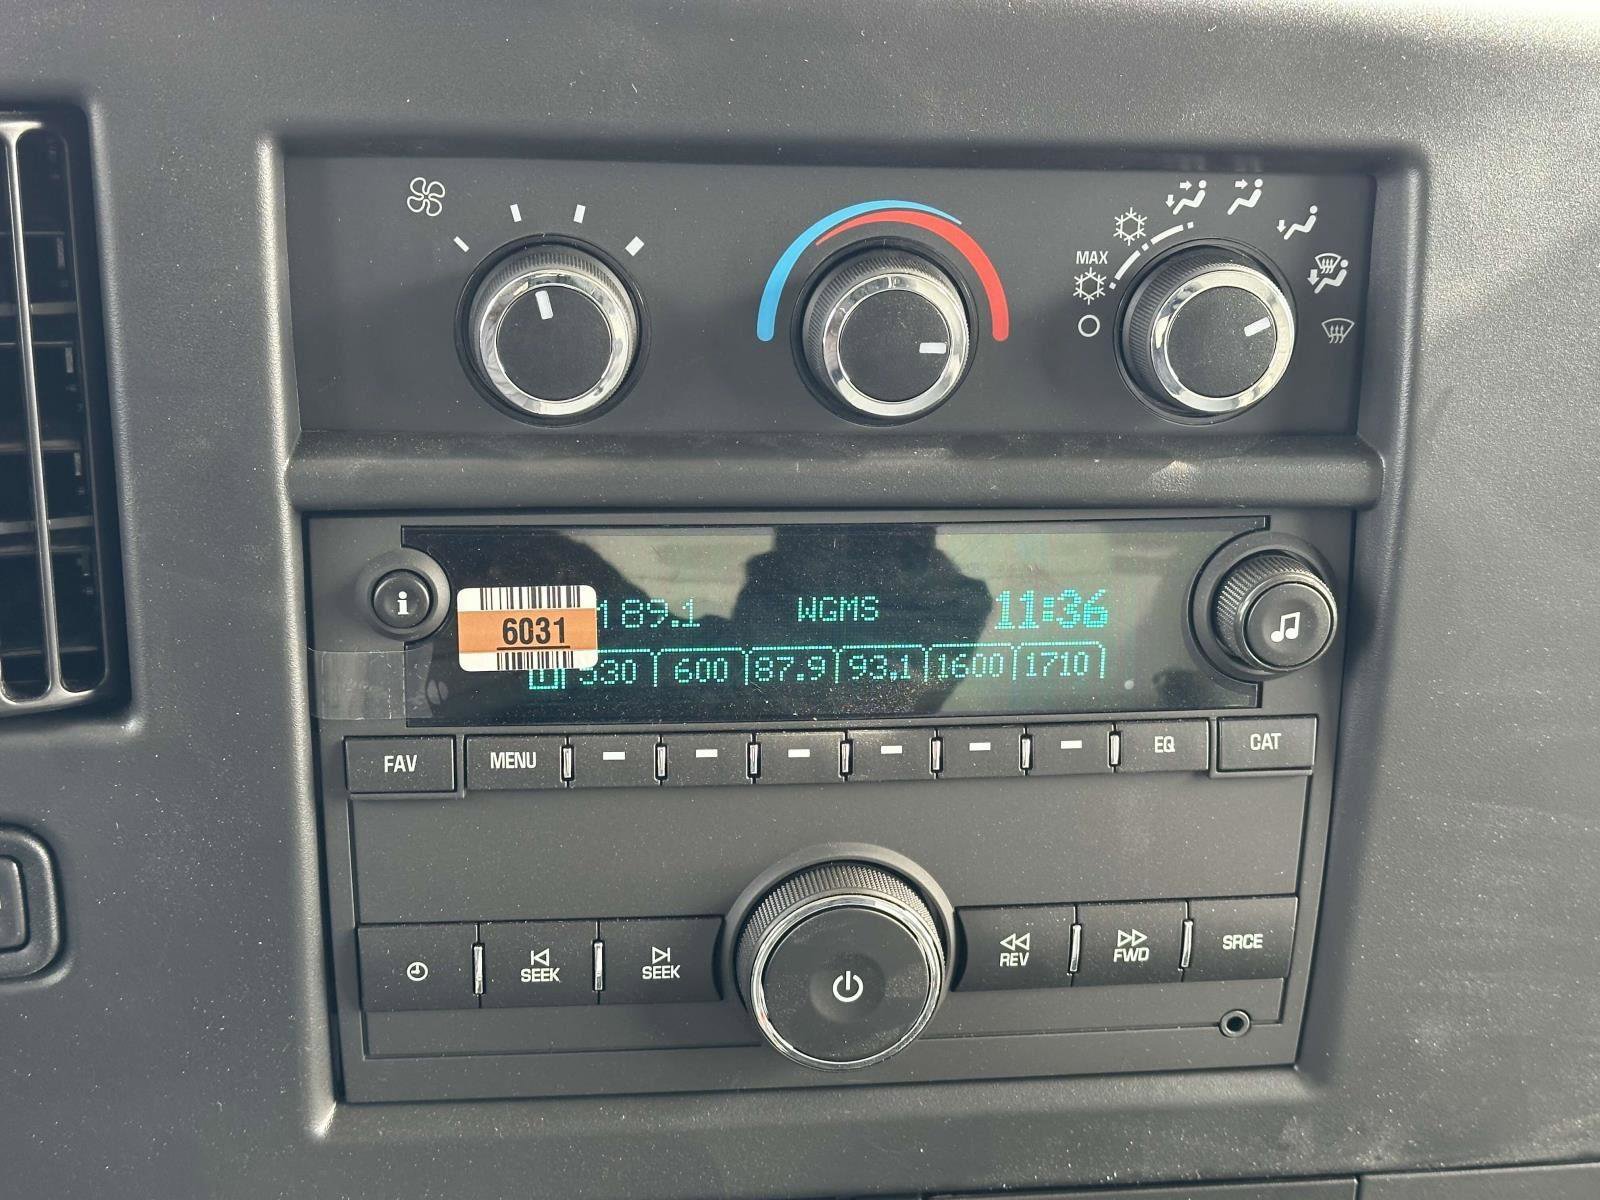 MAX
i
6031
89.1 WGMS 11:36
600 87.9 93.1 1600 1710
FAV MENU EQ CAT
SEEK SEEK REV FWD SRCE